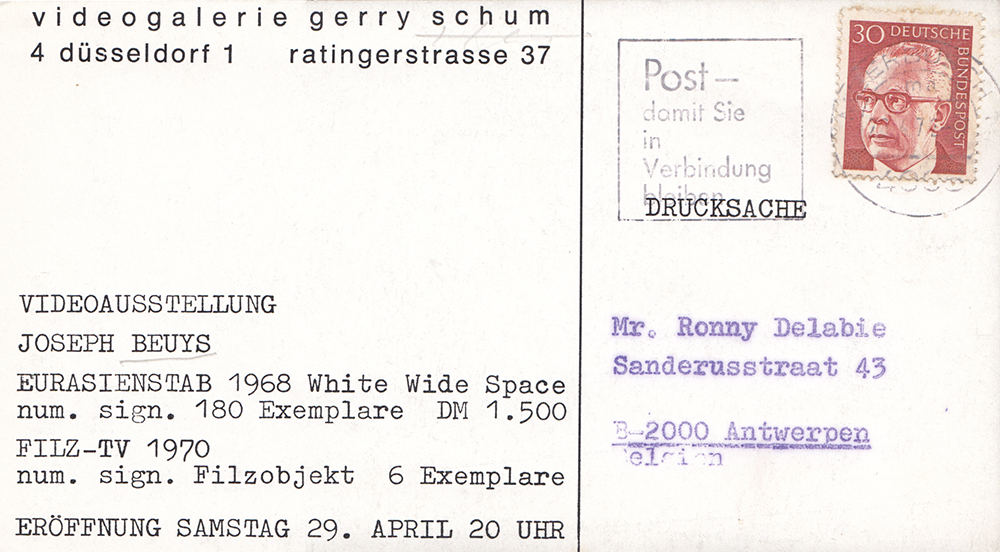 videogalerie gerry schum
4 düsseldorf 1 ratingerstrasse 37
VIDEOAUSSTELLUNG
JOSEPH BEUYS
EURASIENSTAB 1968 White Wide Space
num. sign. 180 Exemplare DM 1.500
FILZ-TV 1970
num. sign. Filzobjekt 6 Exemplare
ERÖFFNUNG SAMSTAG 29. APRIL 20 UHR
Post—
damit Sie
in
Verbindung
bleiben
DRUCKSACHE
30 DEUTSCHE
BUNDESPOST
Mr. Ronny Delabie
Sanderusstraat 43
B-2000 Antwerpen
Belgien